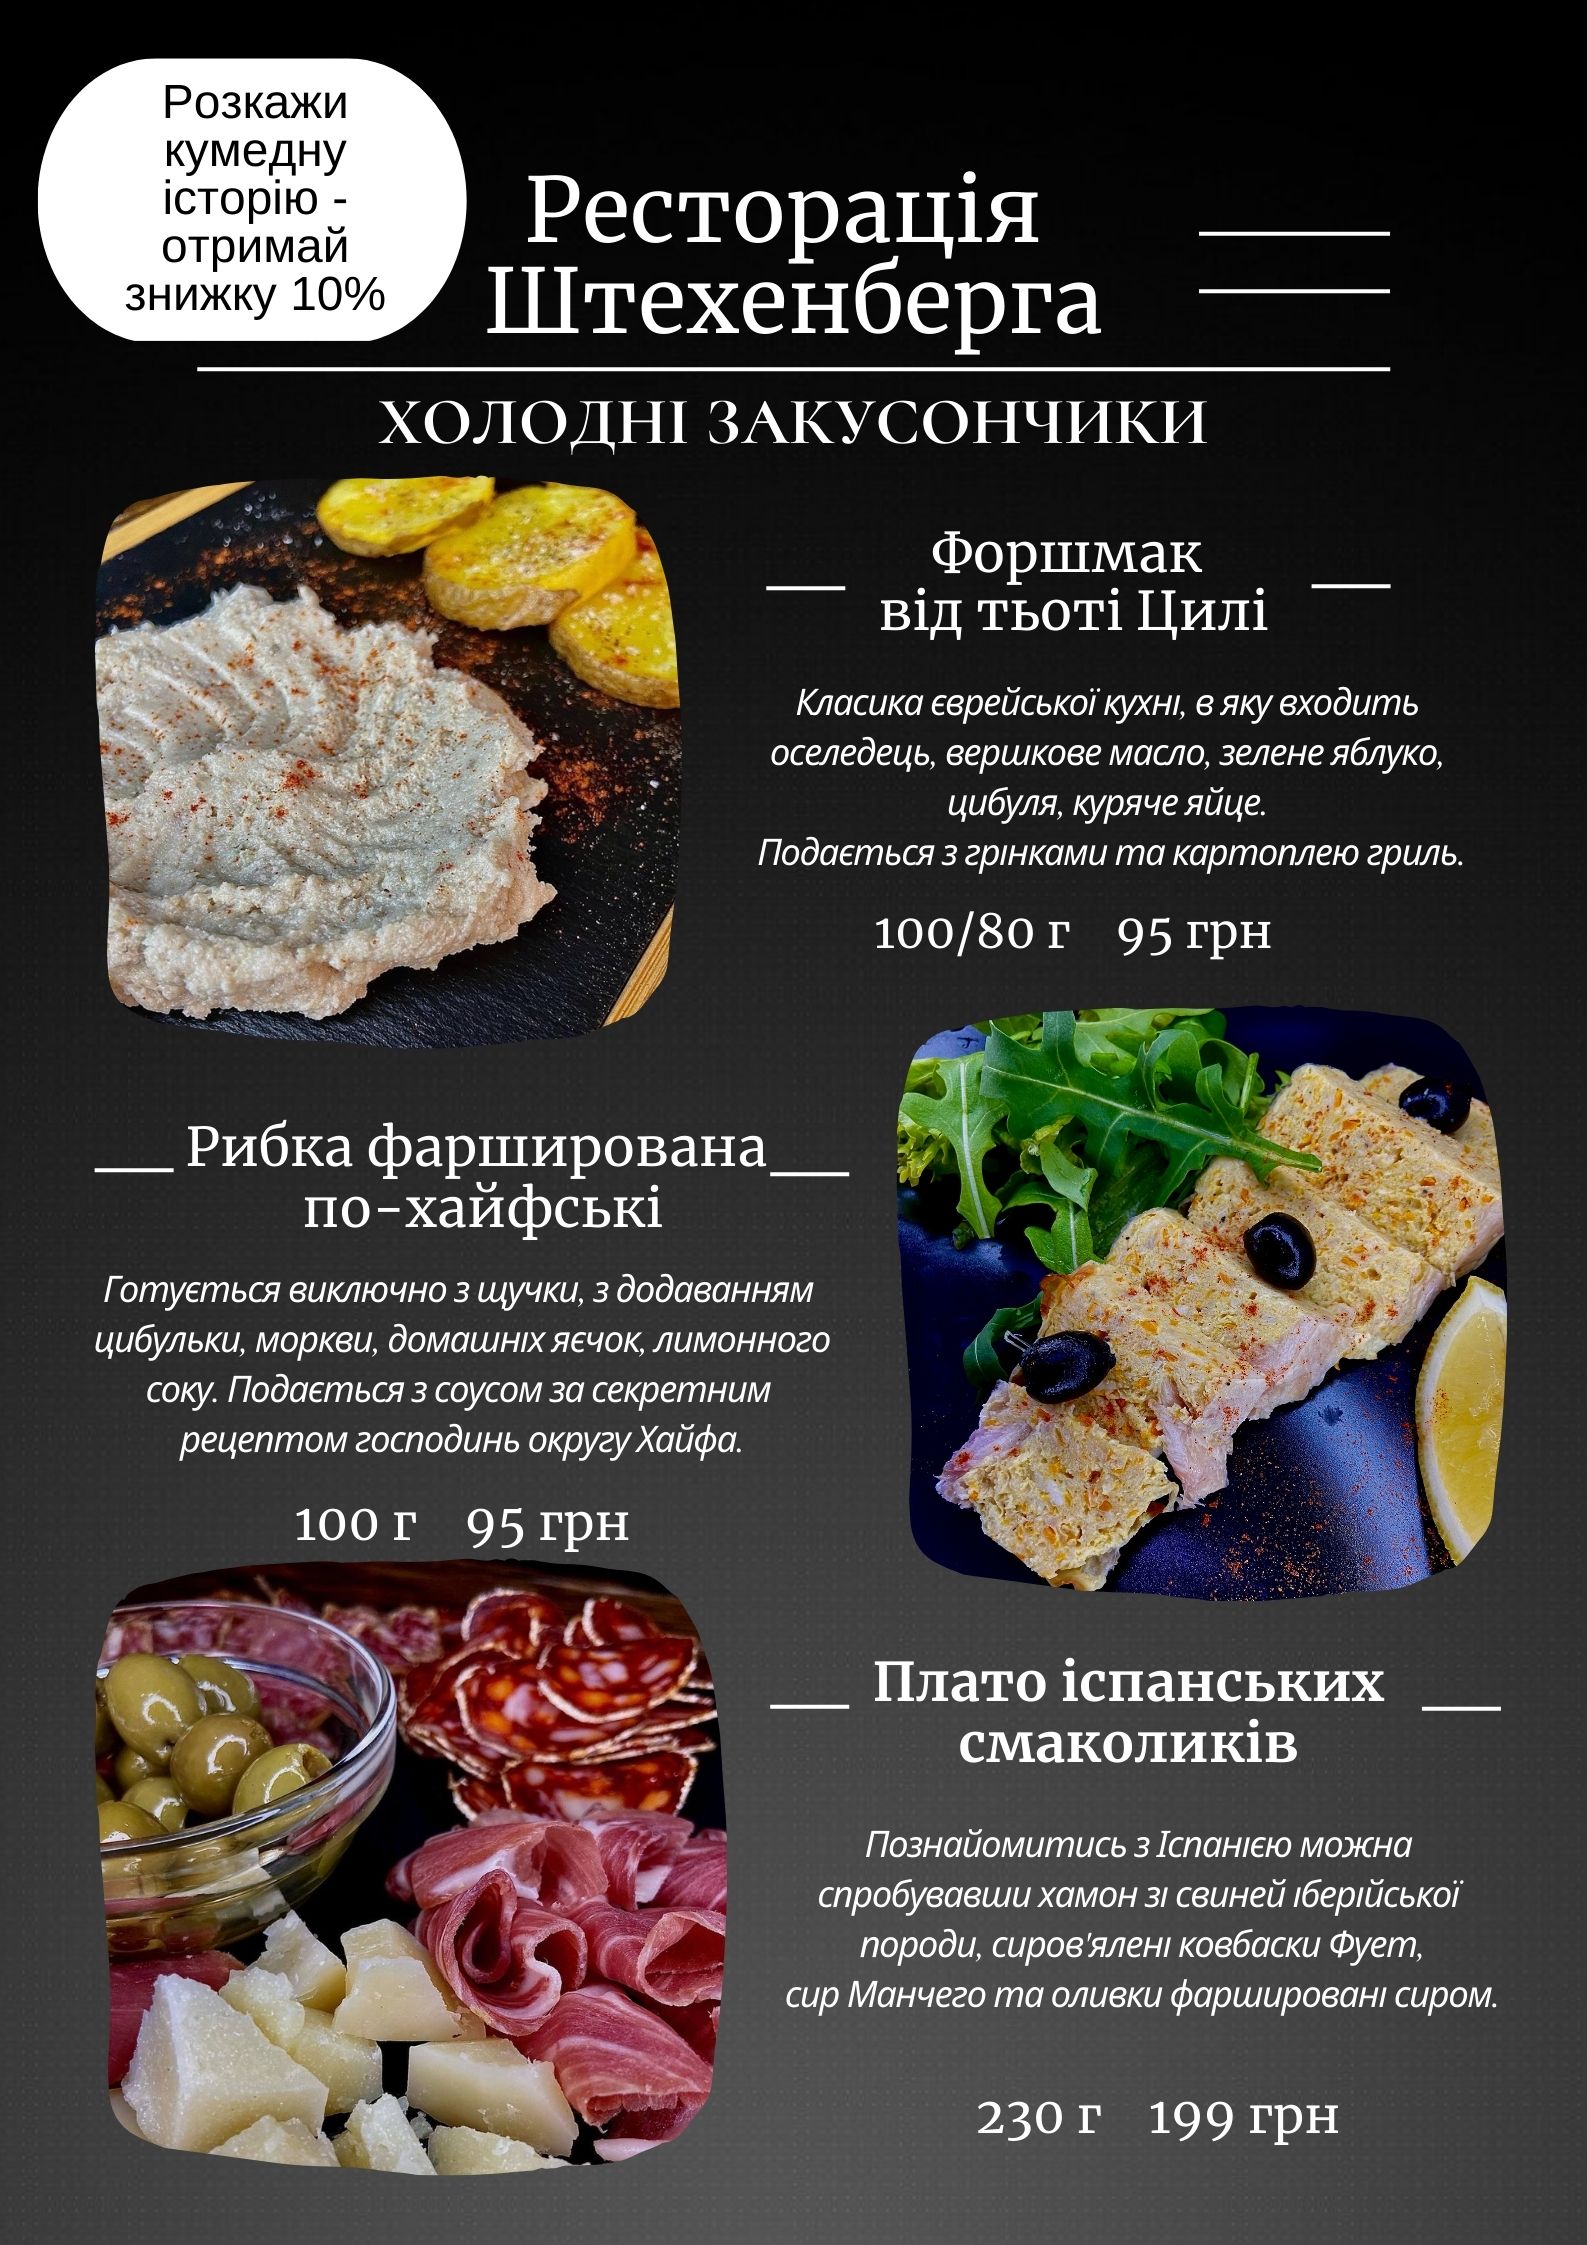 Розкажи
кумедну
історію -
отримай
знижку 10%
Ресторація
Штехенберга
ХОЛОДНІ ЗАКУСОНЧИКИ
Форшмак
від тьоті Цилі
Класика єврейської кухні, в яку входить
оселедець, вершкове масло, зелене яблуко,
цибуля, куряче яйце.
Подається з грінками та картоплею гриль.
100/80 г 95 грн
Рибка фарширована
по-хайфські
Готується виключно з щучки, з додаванням
цибульки, моркви, домашніх яєчок, лимонного
соку. Подається з соусом за секретним
рецептом господинь округу Хайфа.
100 г 95 грн
Плато іспанських
смаколиків
Познайомитись з Іспанією можна
спробувавши хамон зі свиней іберійської
породи, сиров'ялені ковбаски Фует,
сир Манчего та оливки фаршировані сиром.
230 г 199 грн